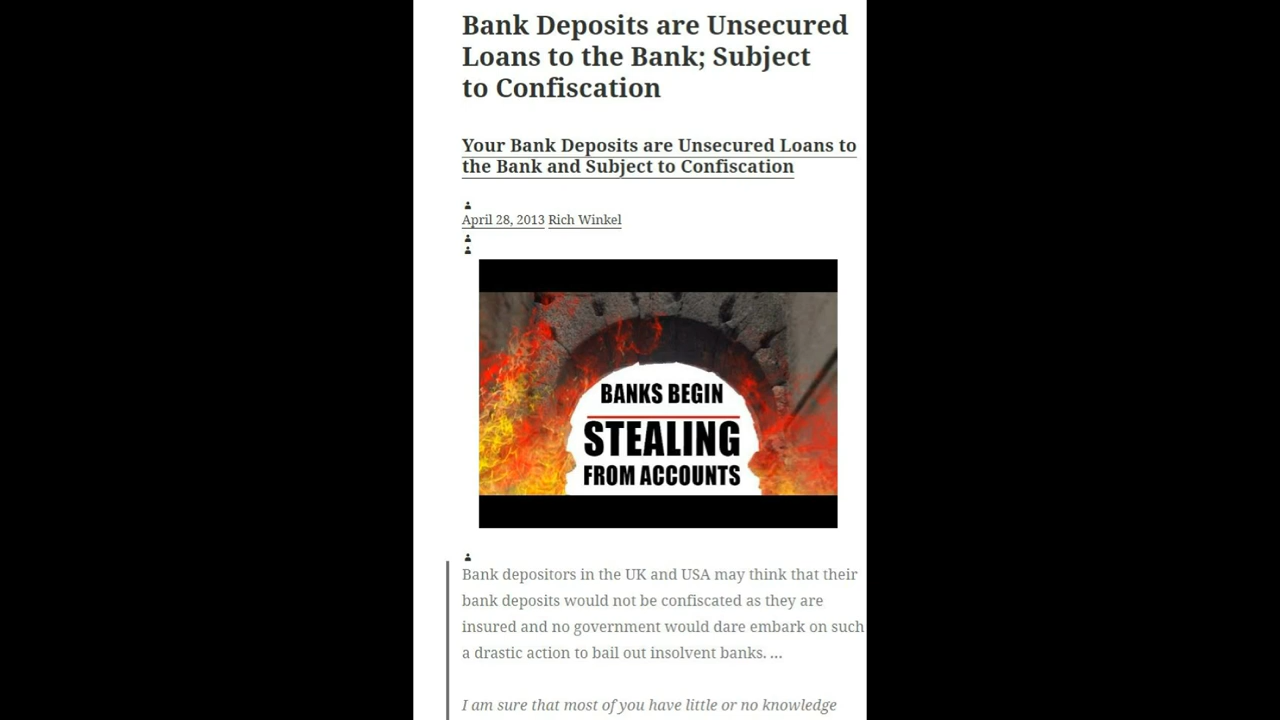 Bank Deposits are Unsecured
Loans to the Bank; Subject
to Confiscation
Your Bank Deposits are Unsecured Loans to
the Bank and Subject to Confiscation
April 28, 2013 Rich Winkel
BANKS BEGIN
STEALING
FROM ACCOUNTS
Bank depositors in the UK and USA may think that their
bank deposits would not be confiscated as they are
insured and no government would dare embark on such
a drastic action to bail out insolvent banks. ...
I am sure that most of you have little or no knowledge